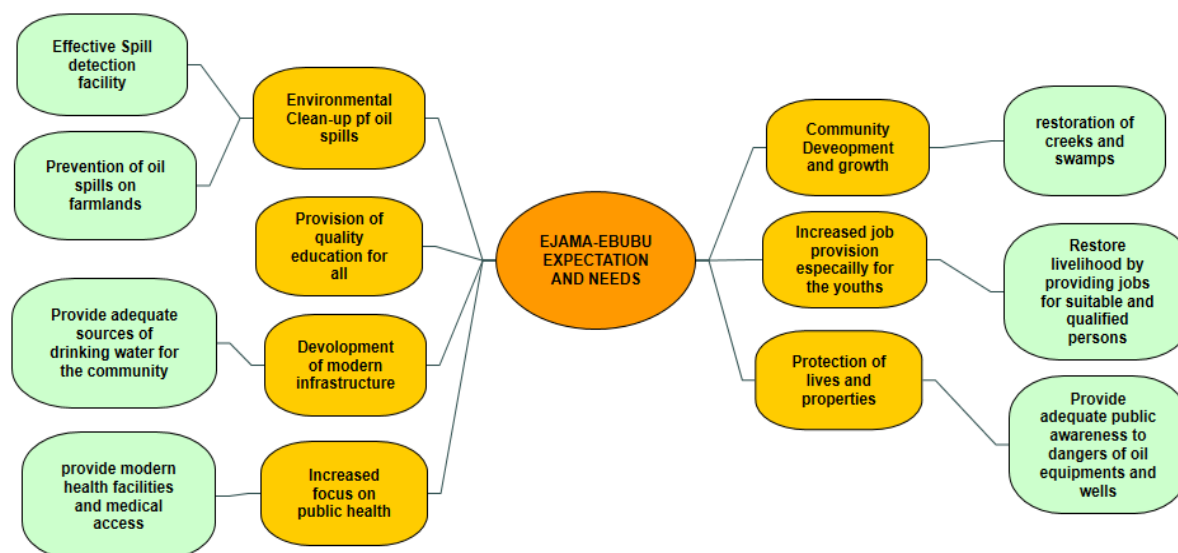 Effective Spill
detection
facility
Prevention of oil
spills on
farmlands
Environmental
Clean-up pf oil
spills
Provision of
quality
education for
all
Provide adequate
sources of
drinking water for
the community
Devolopment
of modern
infrastructure
provide modern
health facilities
and medical
access
Increased
focus on
public health
EJAMA-EBUBU
EXPECTATION
AND NEEDS
Community
Deveopment
and growth
restoration of
creeks and
swamps
Increased job
provision
especailly for
the youths
Restore
livelihood by
providing jobs
for suitable and
qualified
persons
Protection of
lives and
properties
Provide
adequate public
awareness to
dangers of oil
equipments and
wells